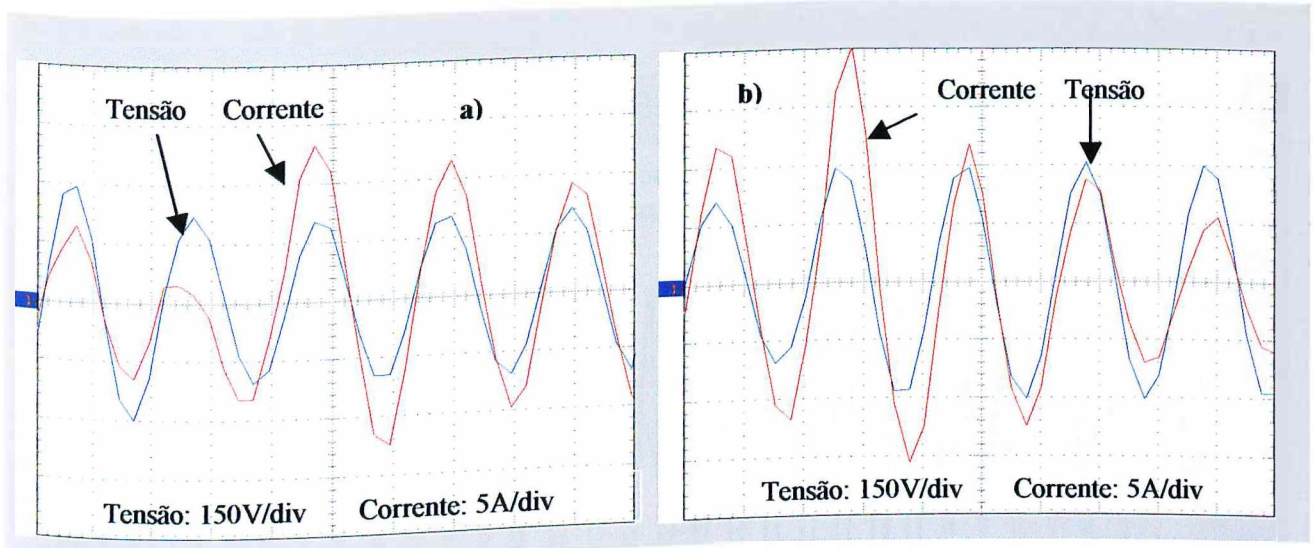 Tensão Corrente a)
Tensão: 150V/div Corrente: 5A/div
b) Corrente Tensão
Tensão: 150V/div Corrente: 5A/div